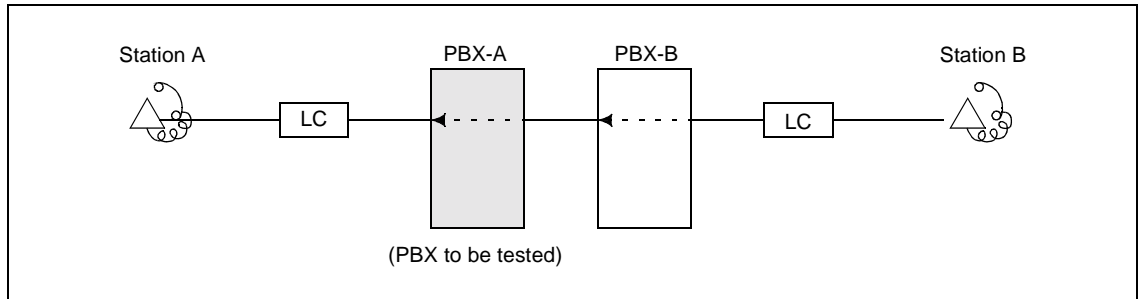 Station A
PBX-A
PBX-B
Station B
LC
LC
(PBX to be tested)